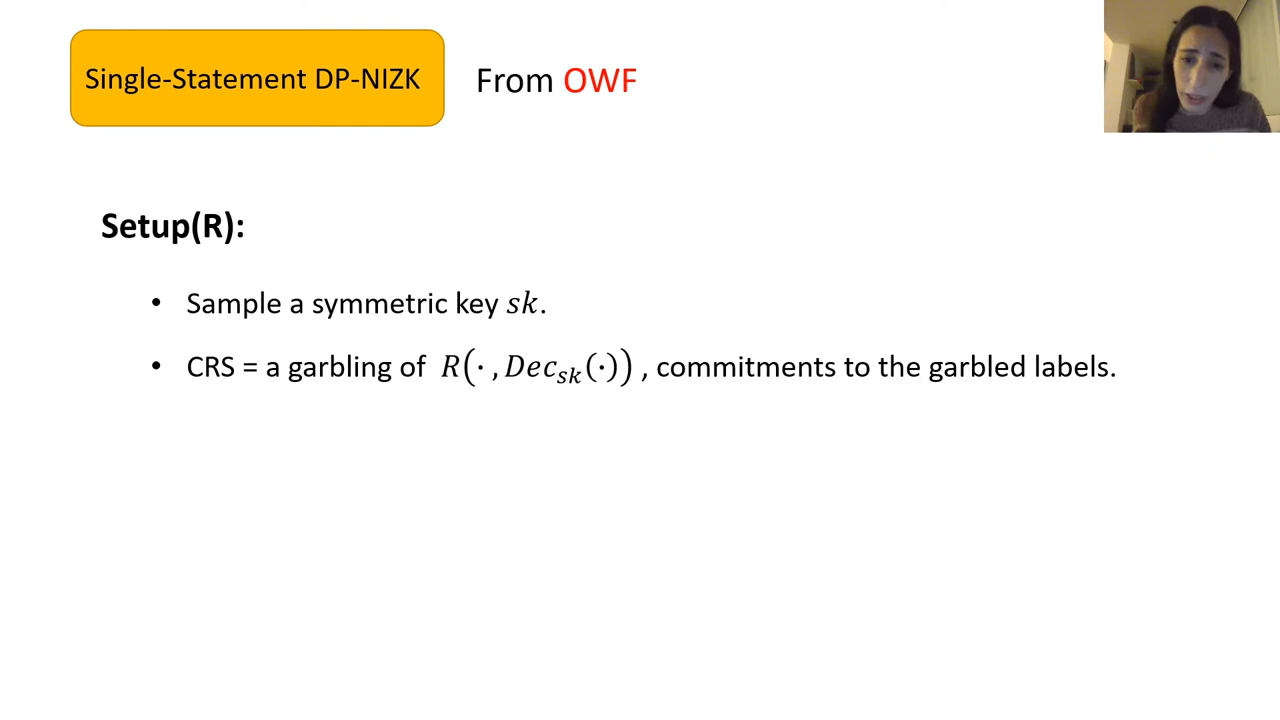 Single-Statement DP-NIZK
From OWF
Setup(R):
• Sample a symmetric key 𝑠𝑘.
• CRS = a garbling of 𝑅(· , 𝐷𝑒𝑐ₛₖ(·)) , commitments to the garbled labels.